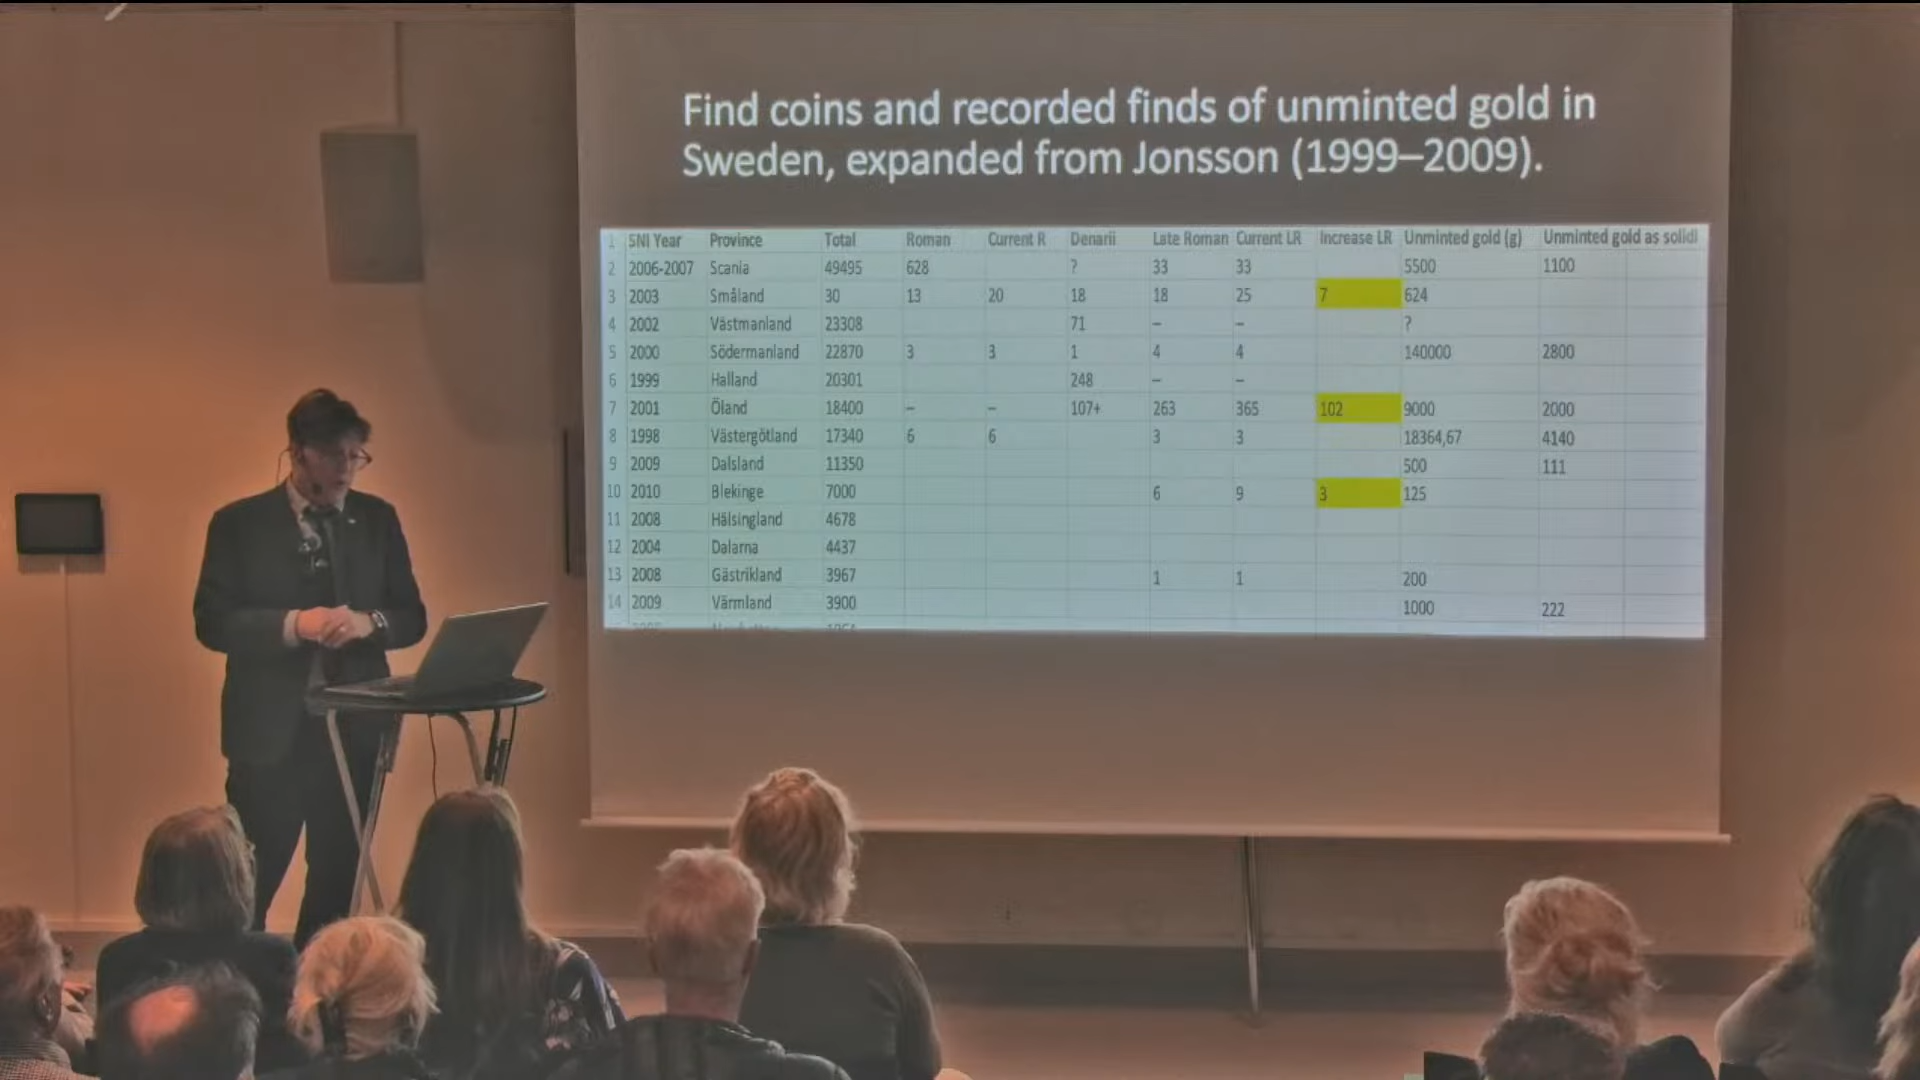 Find coins and recorded finds of unminted gold in
Sweden, expanded from Jonsson (1999–2009).
1 SNI Year Province Total Roman Current R Denarii Late Roman Current LR Increase LR Unminted gold (g) Unminted gold as solidi
2 2006-2007 Scania 49495 628 ? 33 33 5500 1100
3 2003 Småland 30 13 20 18 18 25 7 624
4 2002 Västmanland 23308 71 – – ?
5 2000 Södermanland 22870 3 3 1 4 4 140000 2800
6 1999 Halland 20301 248 – –
7 2001 Öland 18400 – – 107+ 263 365 102 9000 2000
8 1998 Västergötland 17340 6 6 3 3 18364,67 4140
9 2009 Dalsland 11350 500 111
10 2010 Blekinge 7000 6 9 3 125
11 2008 Hälsingland 4678
12 2004 Dalarna 4437
13 2008 Gästrikland 3967 1 1 200
14 2009 Värmland 3900 1000 222